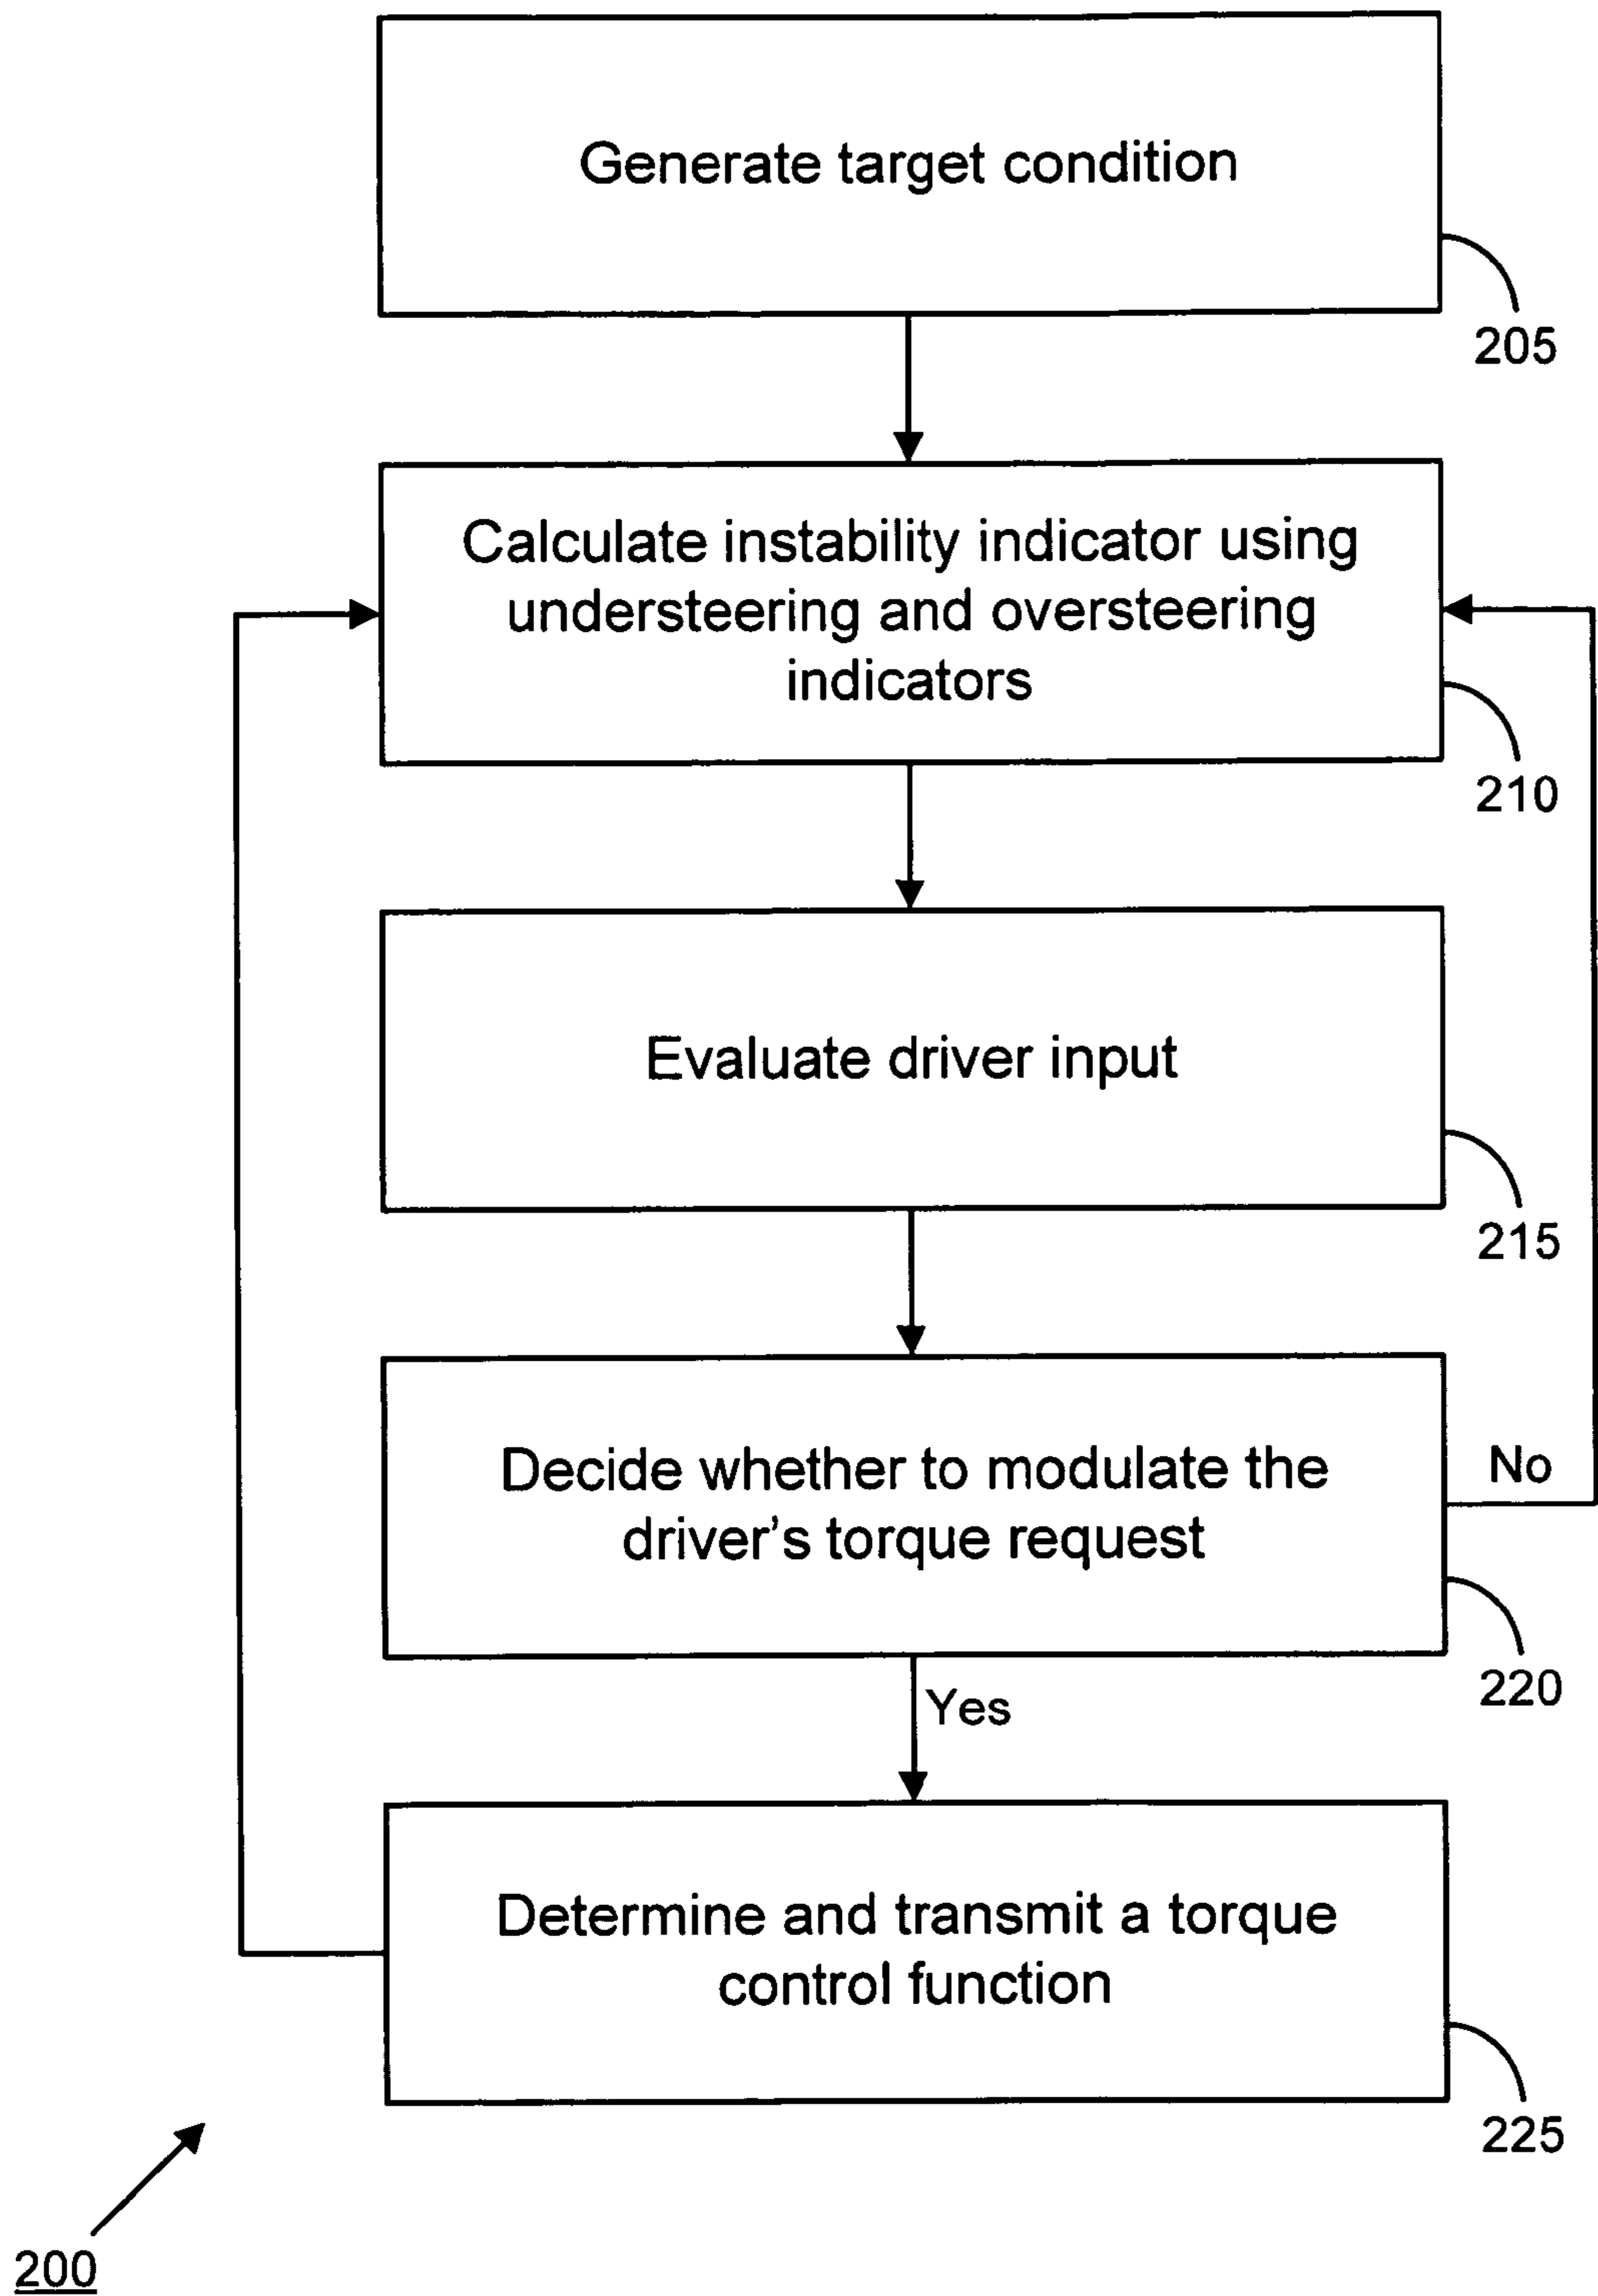 Generate target condition
205
Calculate instability indicator using
understeering and oversteering
indicators
210
Evaluate driver input
215
Decide whether to modulate the
driver's torque request
No
220
Yes
Determine and transmit a torque
control function
225
200